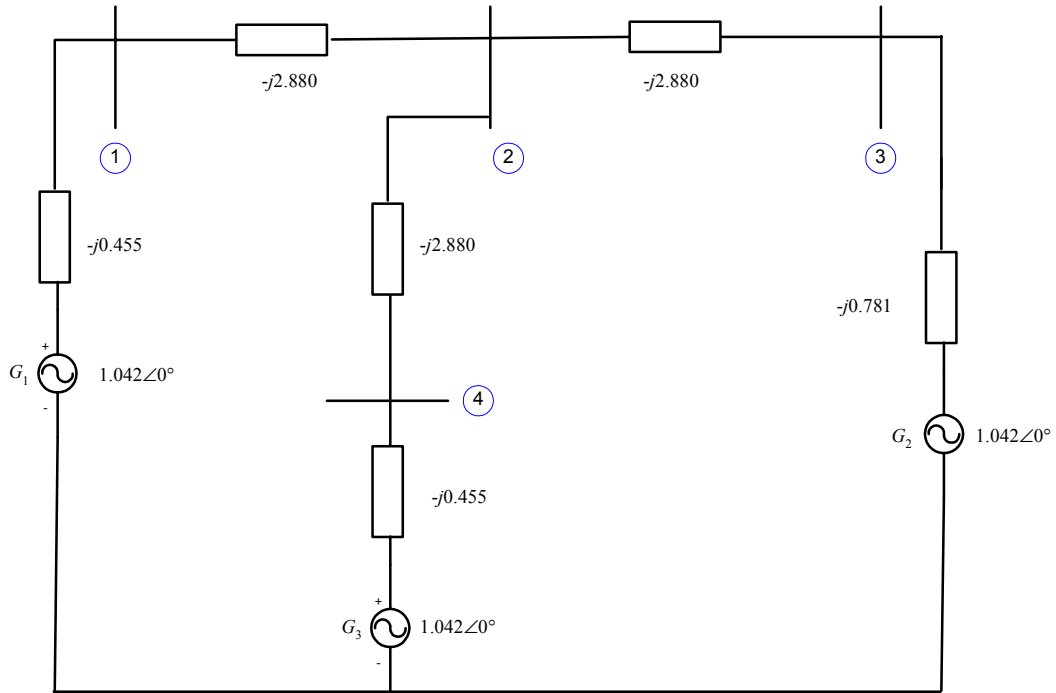 -j2.880
-j2.880
1
2
3
-j0.455
-j2.880
-j0.781
+
G1 1.042∠0°
-
4
G2 1.042∠0°
-j0.455
+
G3 1.042∠0°
-